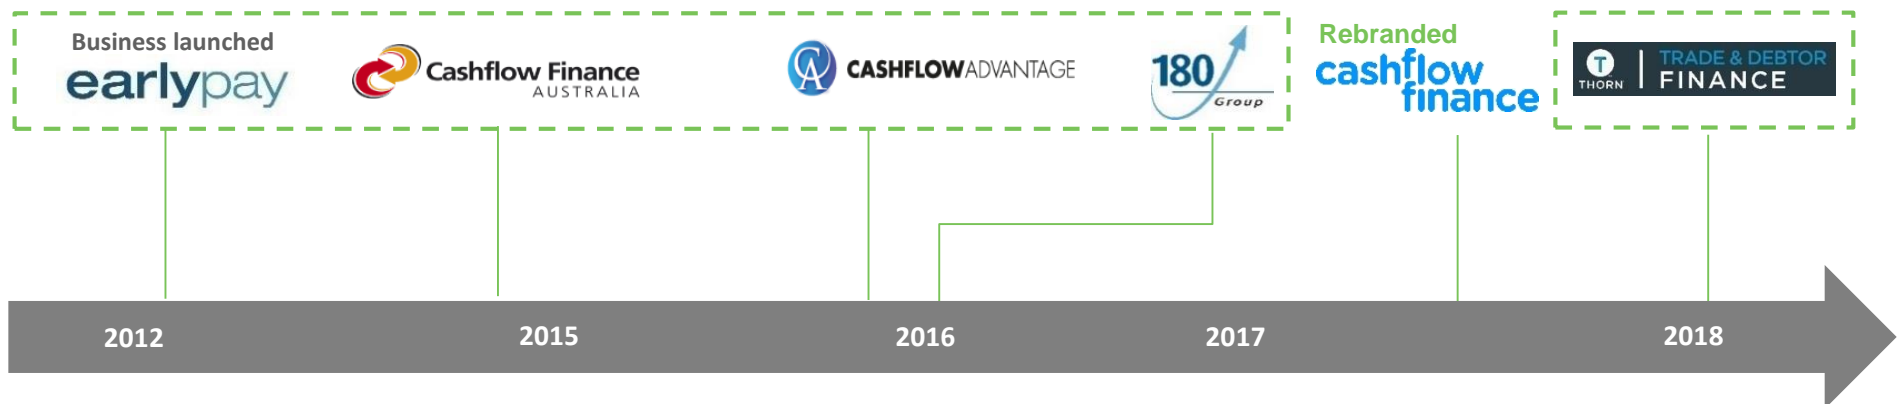 Business launched
earlypay
Cashflow Finance
AUSTRALIA
CA
CASHFLOWADVANTAGE
180
Group
Rebranded
cashflow
finance
T
THORN
TRADE & DEBTOR
FINANCE
2012
2015
2016
2017
2018